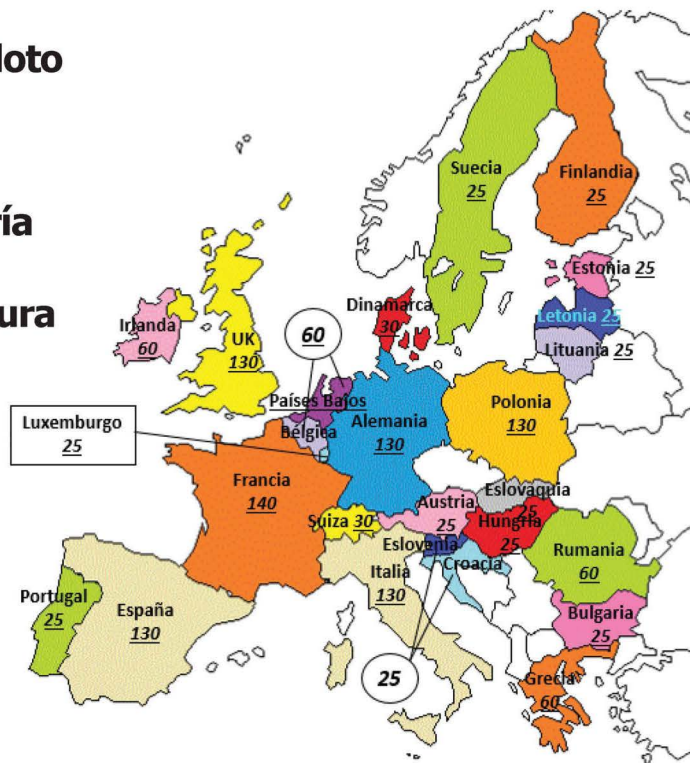 loto
ría
ura
Suecia
25
Finlandia
25
Estonia 25
Letonia 25
Lituania 25
Dinamarca
30
Irlanda
60
UK
130
60
Países Bajos
Bélgica
Luxemburgo
25
Alemania
130
Polonia
130
Francia
140
Eslovaquia
25
Austria
25
Hungría
25
Suiza 30
Eslovenia
Croacia
Rumania
60
Italia
130
Portugal
25
España
130
Bulgaria
25
25
Grecia
60